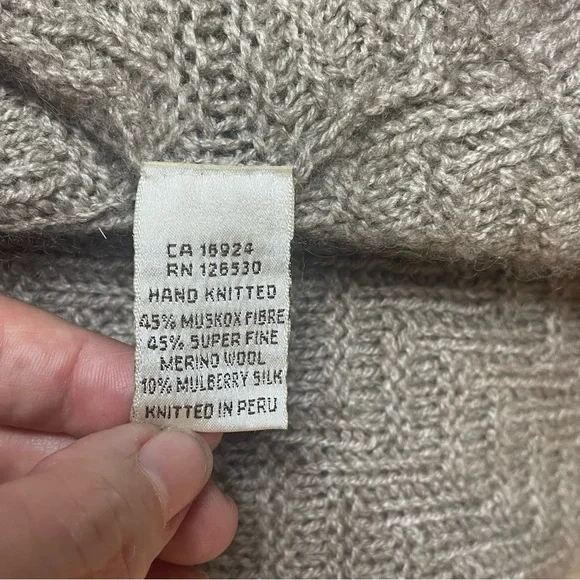 CA 16924
RN 126530
HAND KNITTED
45% MUSKOX FIBRE
45% SUPER FINE
MERINO WOOL
10% MULBERRY SILK
KNITTED IN PERU